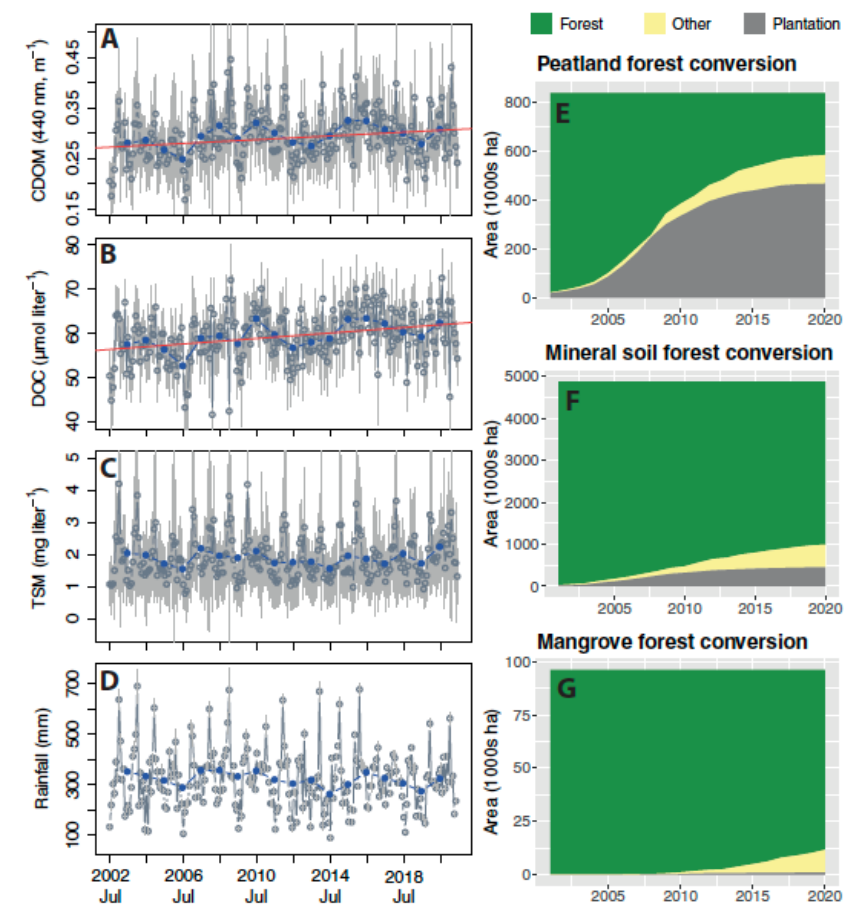 A
CDOM (440 nm, m⁻¹)
0.45
0.35
0.25
0.15
B
DOC (µmol liter⁻¹)
80
70
60
50
40
C
TSM (mg liter⁻¹)
5
4
3
2
1
0
D
Rainfall (mm)
700
500
300
100
2002 2006 2010 2014 2018
Jul Jul Jul Jul Jul
Forest Other Plantation
Peatland forest conversion
E
Area (1000s ha)
800
600
400
200
0
2005 2010 2015 2020
Mineral soil forest conversion
F
Area (1000s ha)
5000
4000
3000
2000
1000
0
2005 2010 2015 2020
Mangrove forest conversion
G
Area (1000s ha)
100
75
50
25
0
2005 2010 2015 2020